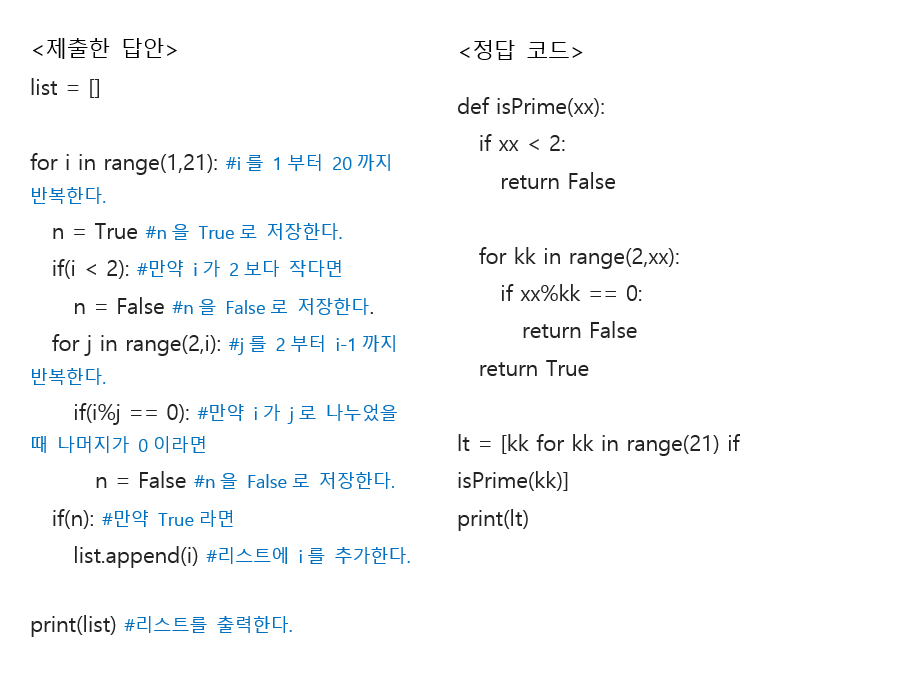 <제출한 답안>
list = []
for i in range(1,21): #i 를 1 부터 20 까지
반복한다.
n = True #n 을 True 로 저장한다.
if(i < 2): #만약 i 가 2 보다 작다면
n = False #n 을 False 로 저장한다.
for j in range(2,i): #j 를 2 부터 i-1 까지
반복한다.
if(i%j == 0): #만약 i 가 j 로 나누었을
때 나머지가 0 이라면
n = False #n 을 False 로 저장한다.
if(n): #만약 True 라면
list.append(i) #리스트에 i 를 추가한다.
print(list) #리스트를 출력한다.
<정답 코드>
def isPrime(xx):
if xx < 2:
return False
for kk in range(2,xx):
if xx%kk == 0:
return False
return True
lt = [kk for kk in range(21) if
isPrime(kk)]
print(lt)